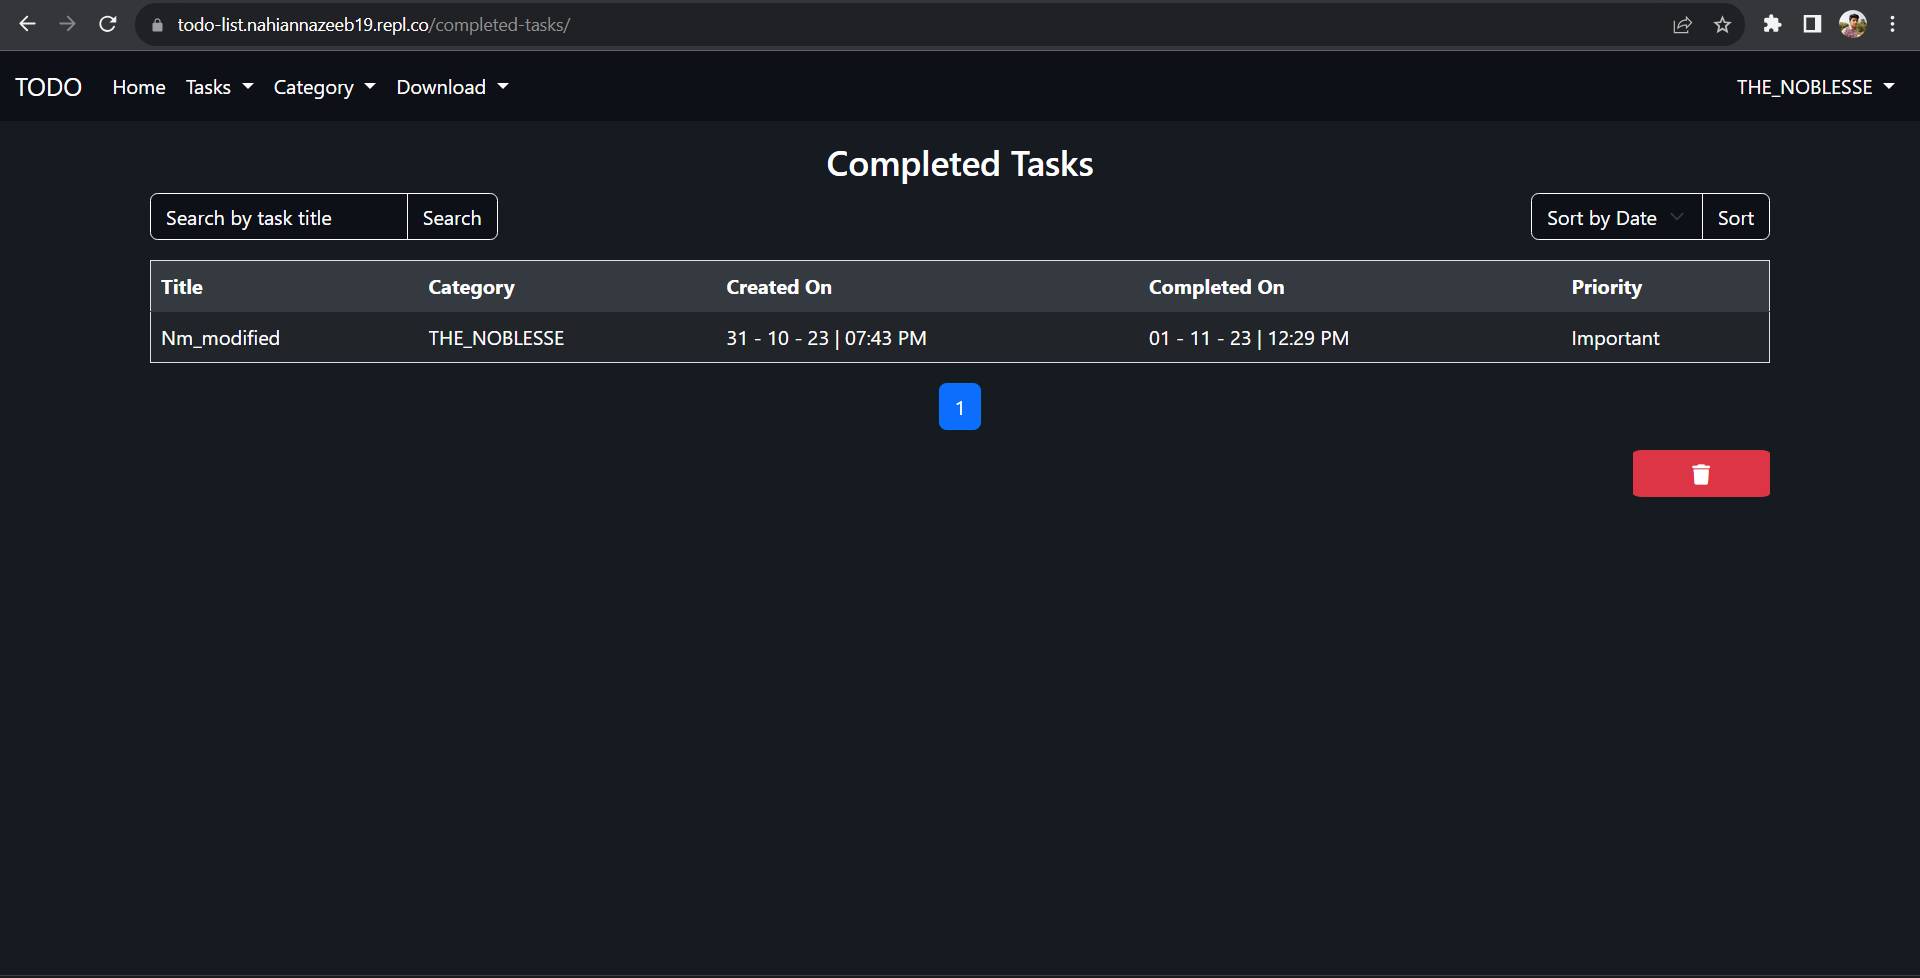 todo-list.nahiannazeeb19.repl.co/completed-tasks/
TODO Home Tasks Category Download THE_NOBLESSE
Completed Tasks
Search by task title Search Sort by Date Sort
Title Category Created On Completed On Priority
Nm_modified THE_NOBLESSE 31 - 10 - 23 | 07:43 PM 01 - 11 - 23 | 12:29 PM Important
1